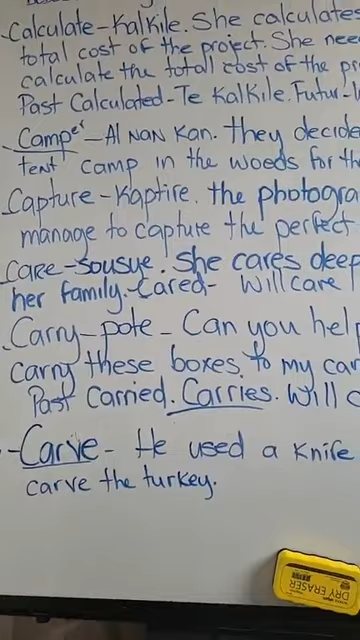 Calculate-Kalkile. She calculates
total cost of the project. She nee
calculate the total cost of the pr
Past Calculated-Te Kalkile. Futur-
Camper-Al NAN Kan. they decide
tent camp in the woods for th
Capture-Kaptire. the photogra
manage to capture the perfect
Care-Sousye. She cares deep
her family. Cared- Will care
Carry-pote- Can you hel
carry these boxes. to my car
Past Carried. Carries. Will c
-Carve- He used a Knife
carve the turkey.
DRY ERASER